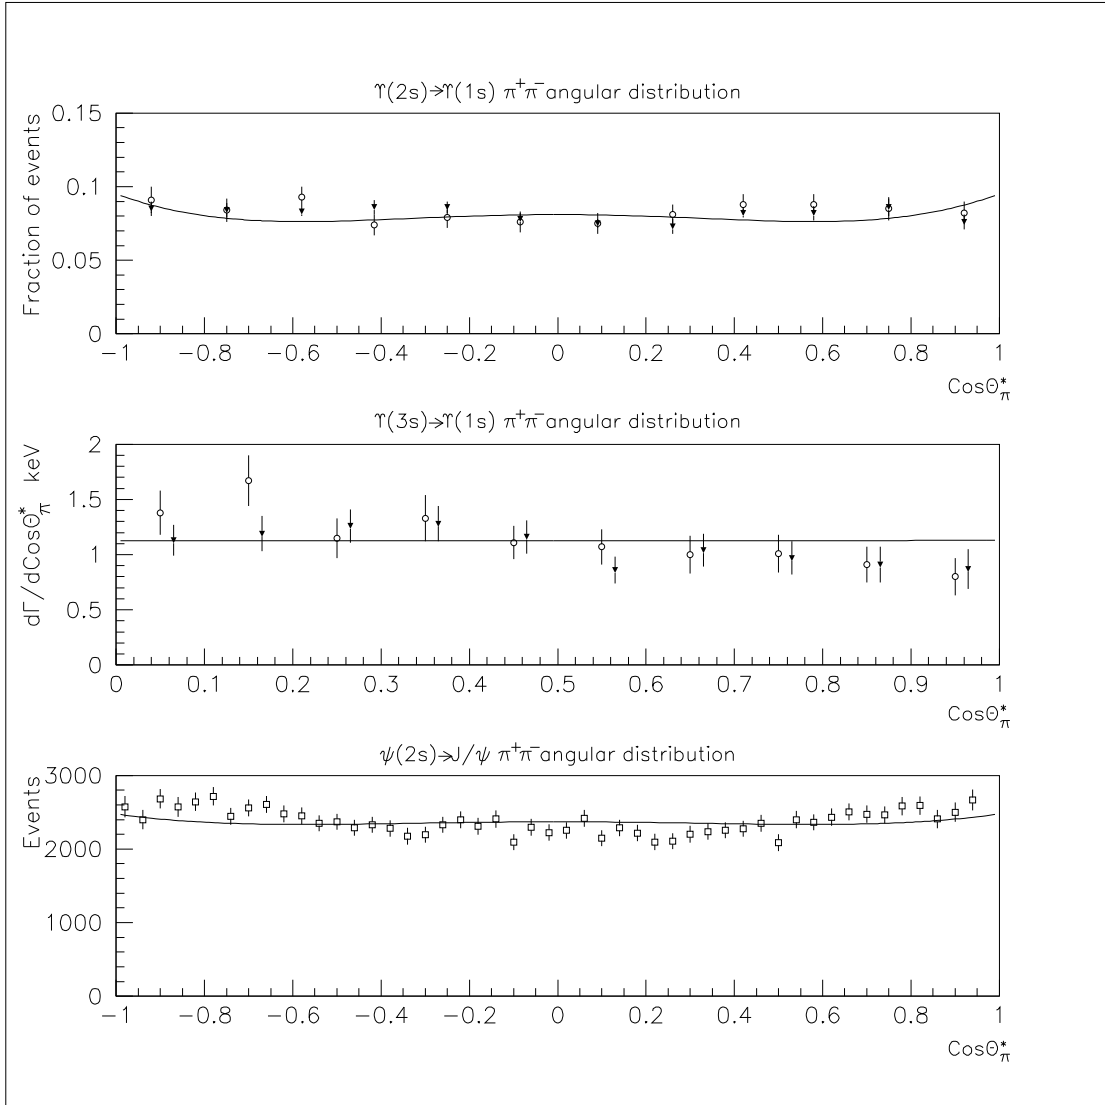 ϒ(2s)→ϒ(1s) π⁺π⁻ angular distribution
Fraction of events
0.15
0.1
0.05
0
−1 −0.8 −0.6 −0.4 −0.2 0 0.2 0.4 0.6 0.8 1
CosΘ*π
ϒ(3s)→ϒ(1s) π⁺π⁻ angular distribution
dΓ/dCosΘ*π keV
2
1.5
1
0.5
0
0 0.1 0.2 0.3 0.4 0.5 0.6 0.7 0.8 0.9 1
CosΘ*π
ψ(2s)→J/ψ π⁺π⁻ angular distribution
Events
3000
2000
1000
0
−1 −0.8 −0.6 −0.4 −0.2 0 0.2 0.4 0.6 0.8 1
CosΘ*π